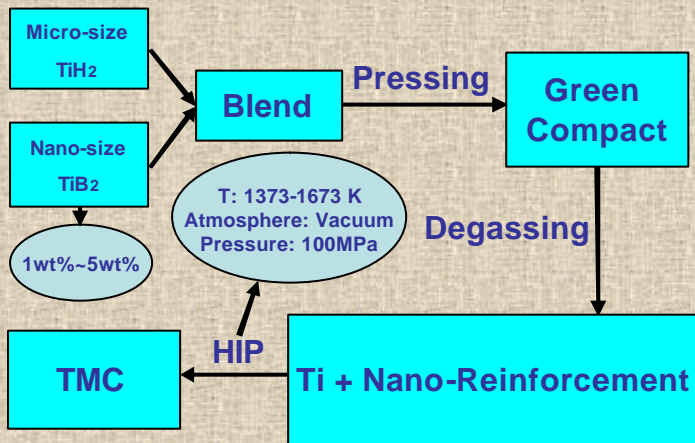 Micro-size
TiH2
Pressing
Green
Compact
Blend
Nano-size
TiB2
T: 1373-1673 K
Atmosphere: Vacuum
Pressure: 100MPa
Degassing
1wt%~5wt%
HIP
TMC
Ti + Nano-Reinforcement